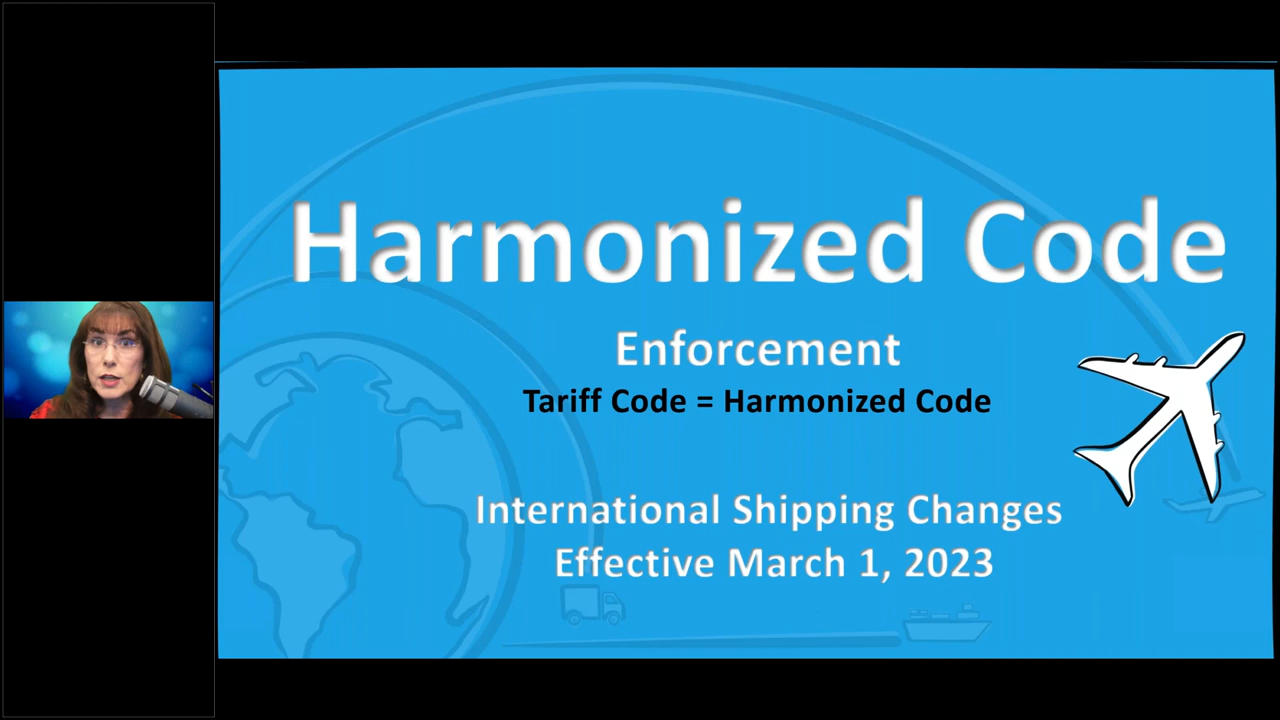 Harmonized Code
Enforcement
Tariff Code = Harmonized Code
International Shipping Changes
Effective March 1, 2023